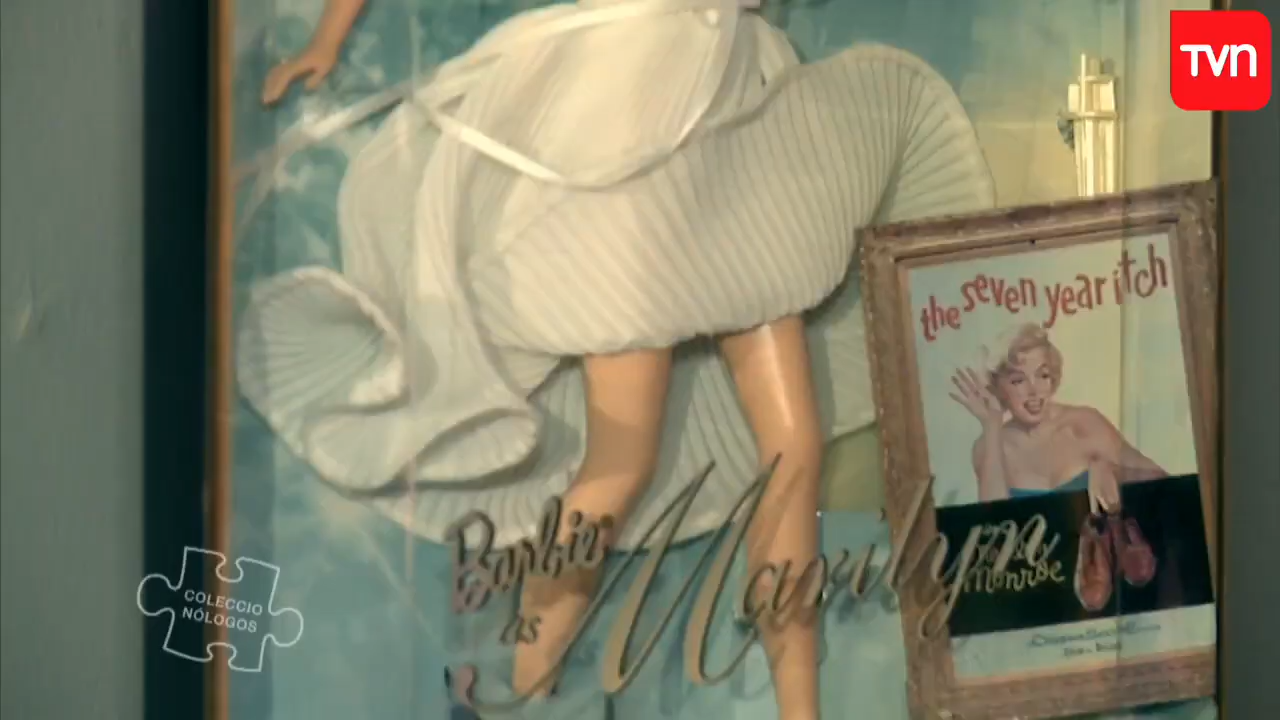 TVN
the seven year itch
Barbie
as
Marilyn
Monroe
COLECCIO
NÓLOGOS